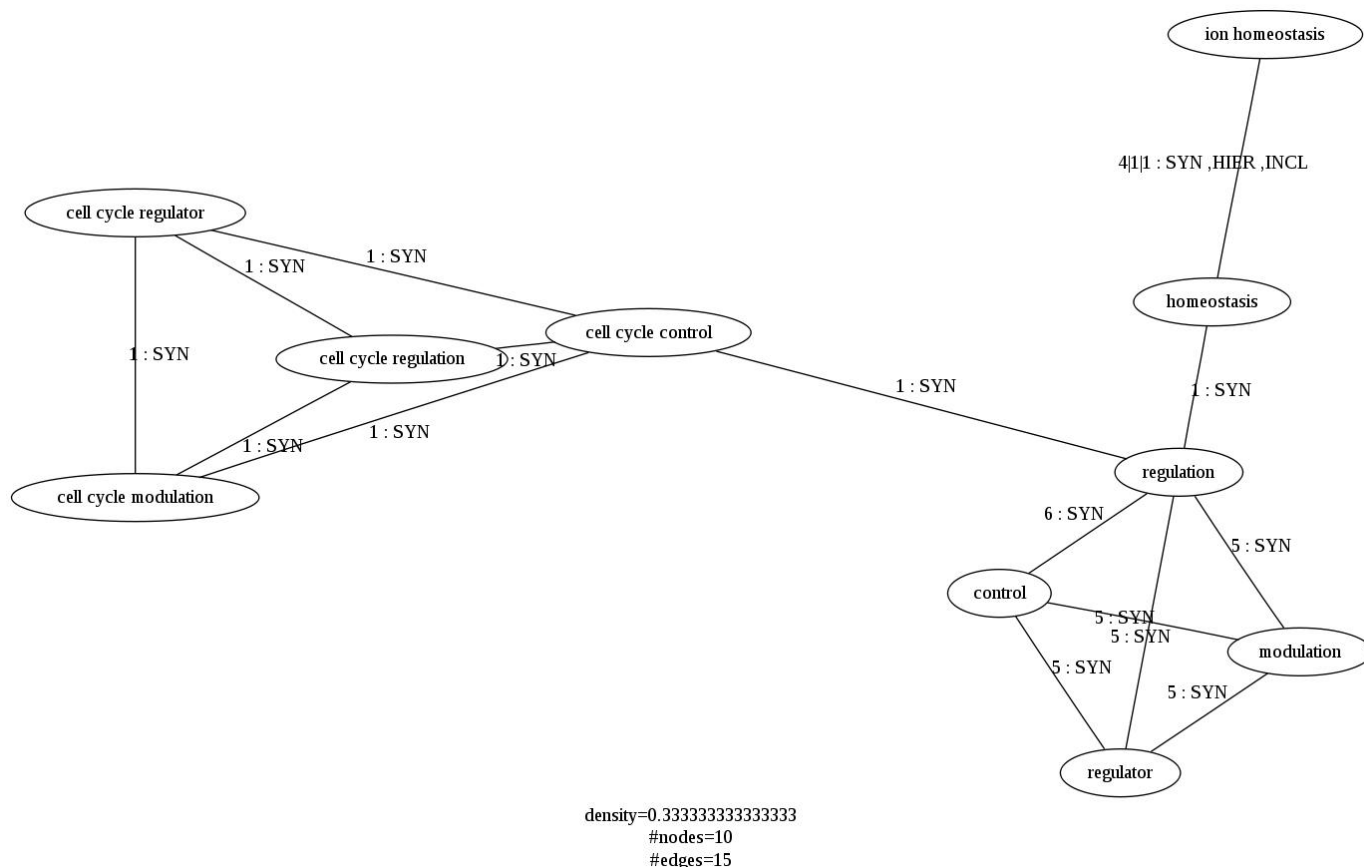 ion homeostasis
4|1|1 : SYN ,HIER ,INCL
cell cycle regulator
1 : SYN
1 : SYN
homeostasis
cell cycle control
1 : SYN
cell cycle regulation
1 : SYN
1 : SYN
1 : SYN
1 : SYN
1 : SYN
regulation
cell cycle modulation
6 : SYN
5 : SYN
control
5 : SYN
5 : SYN
modulation
5 : SYN
5 : SYN
regulator
density=0.333333333333333
#nodes=10
#edges=15